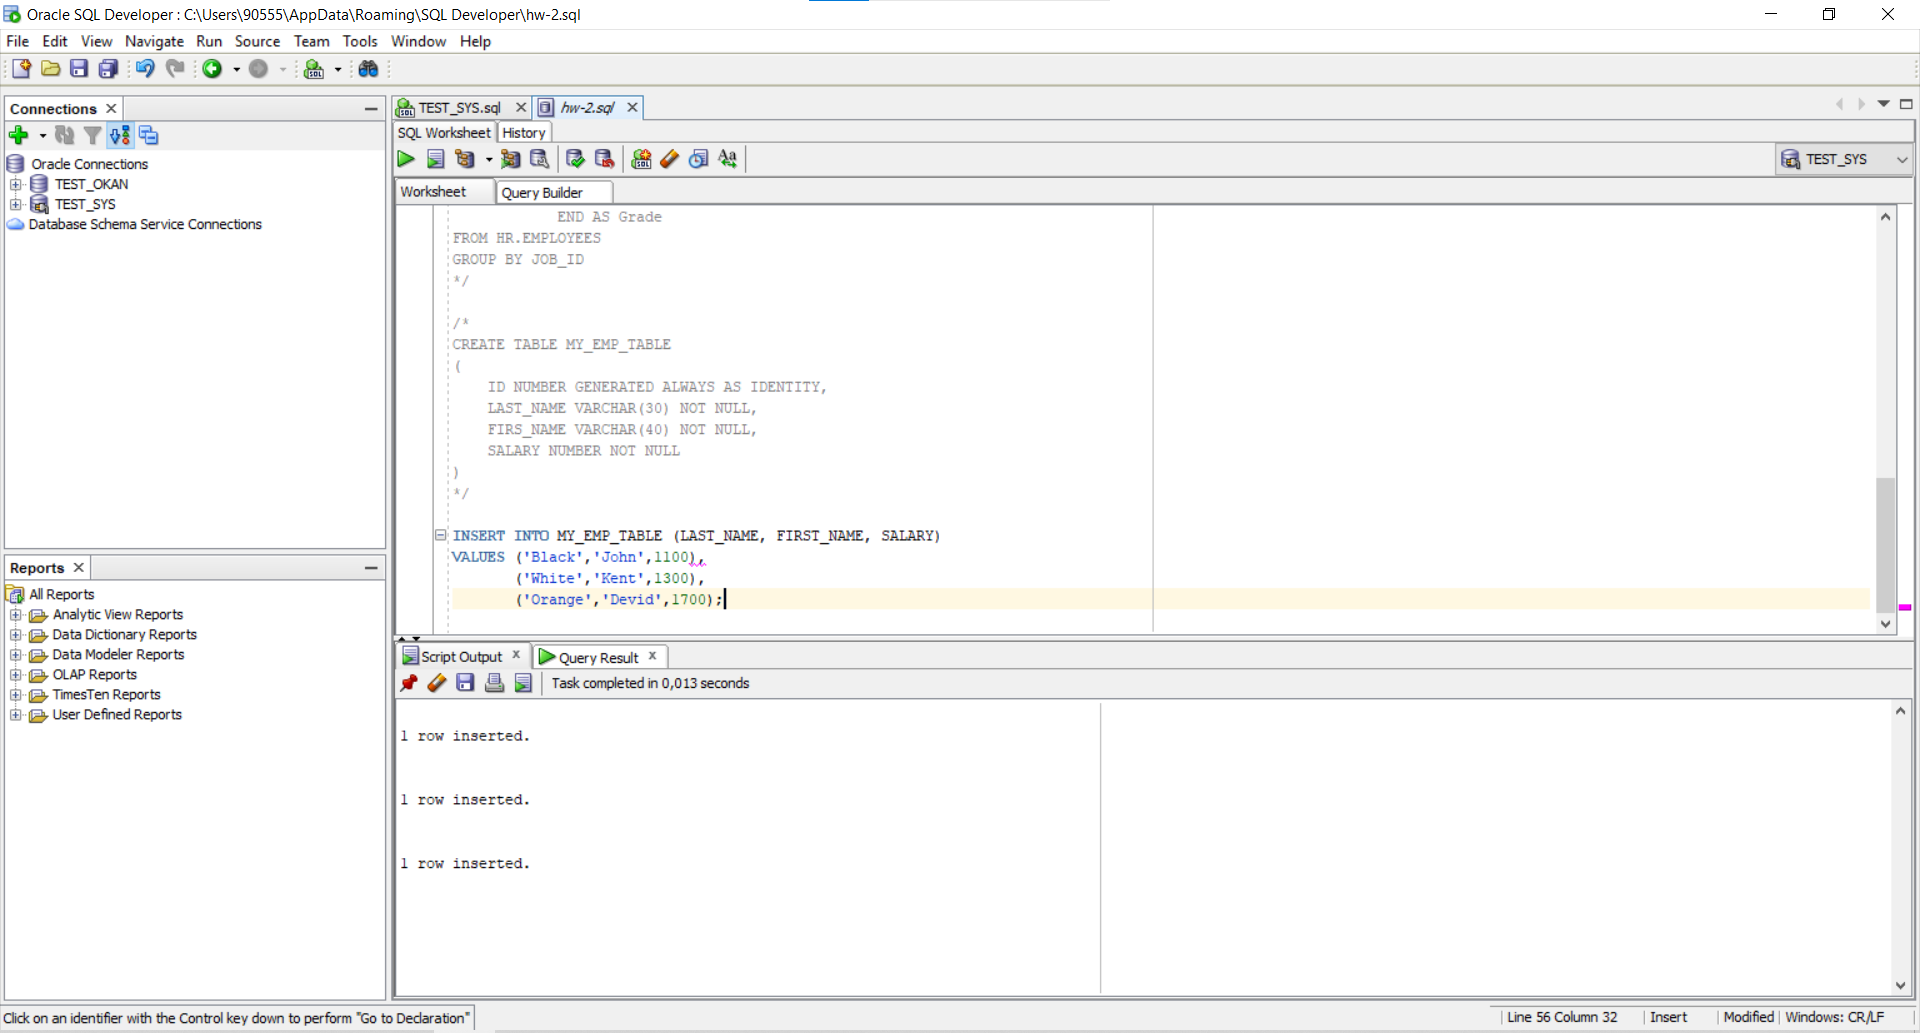 Oracle SQL Developer : C:\Users\90555\AppData\Roaming\SQL Developer\hw-2.sql
File Edit View Navigate Run Source Team Tools Window Help
Connections
Oracle Connections
TEST_OKAN
TEST_SYS
Database Schema Service Connections
Reports
All Reports
Analytic View Reports
Data Dictionary Reports
Data Modeler Reports
OLAP Reports
TimesTen Reports
User Defined Reports
TEST_SYS.sql hw-2.sql
SQL Worksheet History
TEST_SYS
Worksheet Query Builder
END AS Grade
FROM HR.EMPLOYEES
GROUP BY JOB_ID
*/
/*
CREATE TABLE MY_EMP_TABLE
(
ID NUMBER GENERATED ALWAYS AS IDENTITY,
LAST_NAME VARCHAR(30) NOT NULL,
FIRS_NAME VARCHAR(40) NOT NULL,
SALARY NUMBER NOT NULL
)
*/
INSERT INTO MY_EMP_TABLE (LAST_NAME, FIRST_NAME, SALARY)
VALUES ('Black','John',1100),
('White','Kent',1300),
('Orange','Devid',1700);
Script Output Query Result
Task completed in 0,013 seconds
1 row inserted.
1 row inserted.
1 row inserted.
Click on an identifier with the Control key down to perform "Go to Declaration"
Line 56 Column 32 Insert Modified Windows: CR/LF